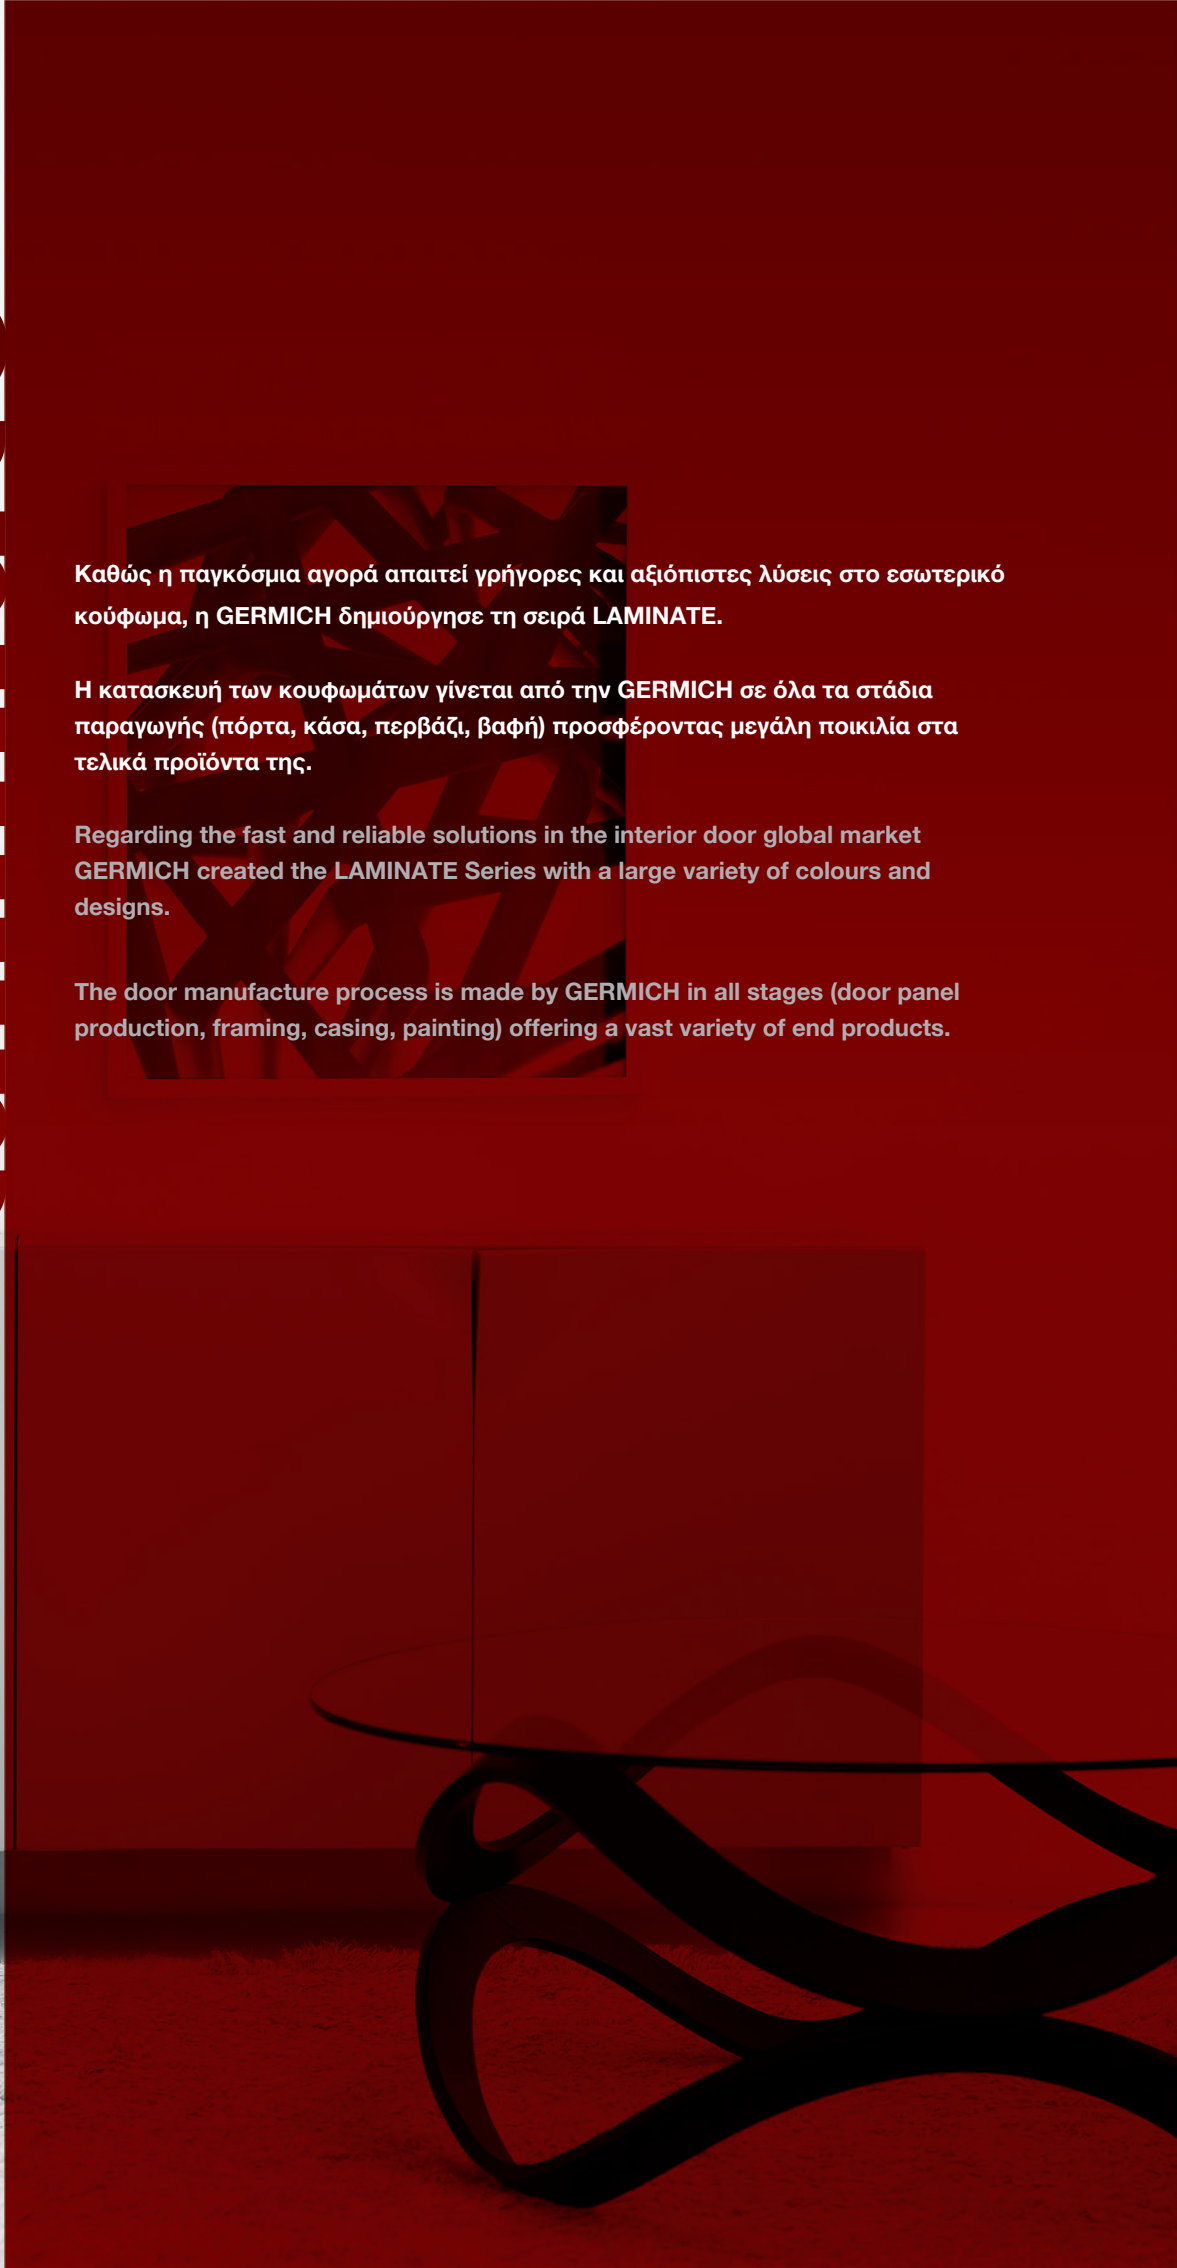 Καθώς η παγκόσμια αγορά απαιτεί γρήγορες και αξιόπιστες λύσεις στο εσωτερικό
κούφωμα, η GERMICH δημιούργησε τη σειρά LAMINATE.
Η κατασκευή των κουφωμάτων γίνεται από την GERMICH σε όλα τα στάδια
παραγωγής (πόρτα, κάσα, περβάζι, βαφή) προσφέροντας μεγάλη ποικιλία στα
τελικά προϊόντα της.
Regarding the fast and reliable solutions in the interior door global market
GERMICH created the LAMINATE Series with a large variety of colours and
designs.
The door manufacture process is made by GERMICH in all stages (door panel
production, framing, casing, painting) offering a vast variety of end products.